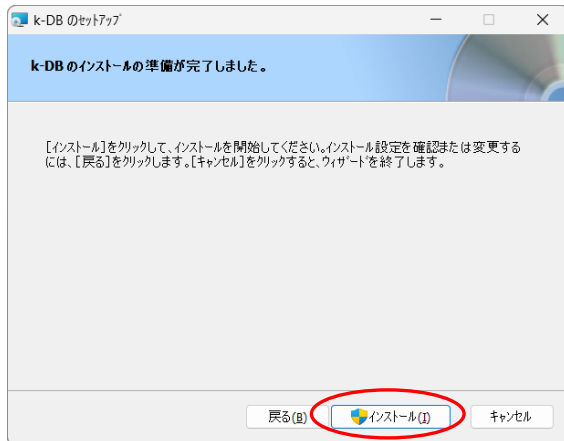 k-DB のｾｯﾄｱｯﾌﾟ
k-DB のｲﾝｽﾄｰﾙの準備が完了しました。
[ｲﾝｽﾄｰﾙ]をｸﾘｯｸして、ｲﾝｽﾄｰﾙを開始してください。ｲﾝｽﾄｰﾙ設定を確認または変更する
には、[戻る]をｸﾘｯｸします。[ｷｬﾝｾﾙ]をｸﾘｯｸすると、ｳｨｻﾞｰﾄﾞを終了します。
戻る(B) ｲﾝｽﾄｰﾙ(I) ｷｬﾝｾﾙ